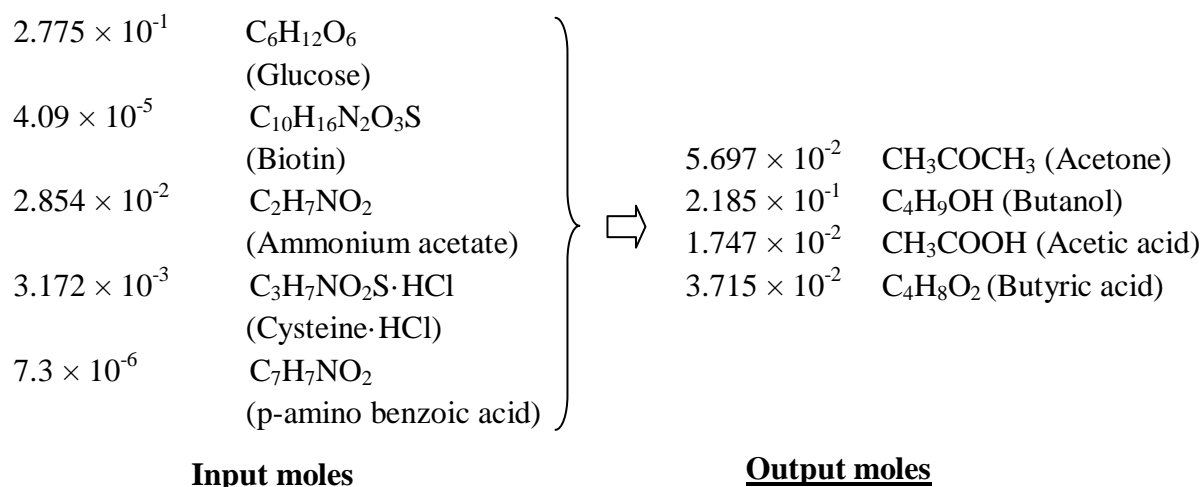 2.775 × 10⁻¹ C₆H₁₂O₆
(Glucose)
4.09 × 10⁻⁵ C₁₀H₁₆N₂O₃S
(Biotin)
2.854 × 10⁻² C₂H₇NO₂
(Ammonium acetate)
3.172 × 10⁻³ C₃H₇NO₂S·HCl
(Cysteine·HCl)
7.3 × 10⁻⁶ C₇H₇NO₂
(p-amino benzoic acid)
Input moles
5.697 × 10⁻² CH₃COCH₃ (Acetone)
2.185 × 10⁻¹ C₄H₉OH (Butanol)
1.747 × 10⁻² CH₃COOH (Acetic acid)
3.715 × 10⁻² C₄H₈O₂ (Butyric acid)
Output moles